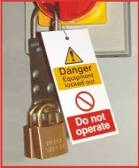 Danger
Equipment
locked out
Do not
operate